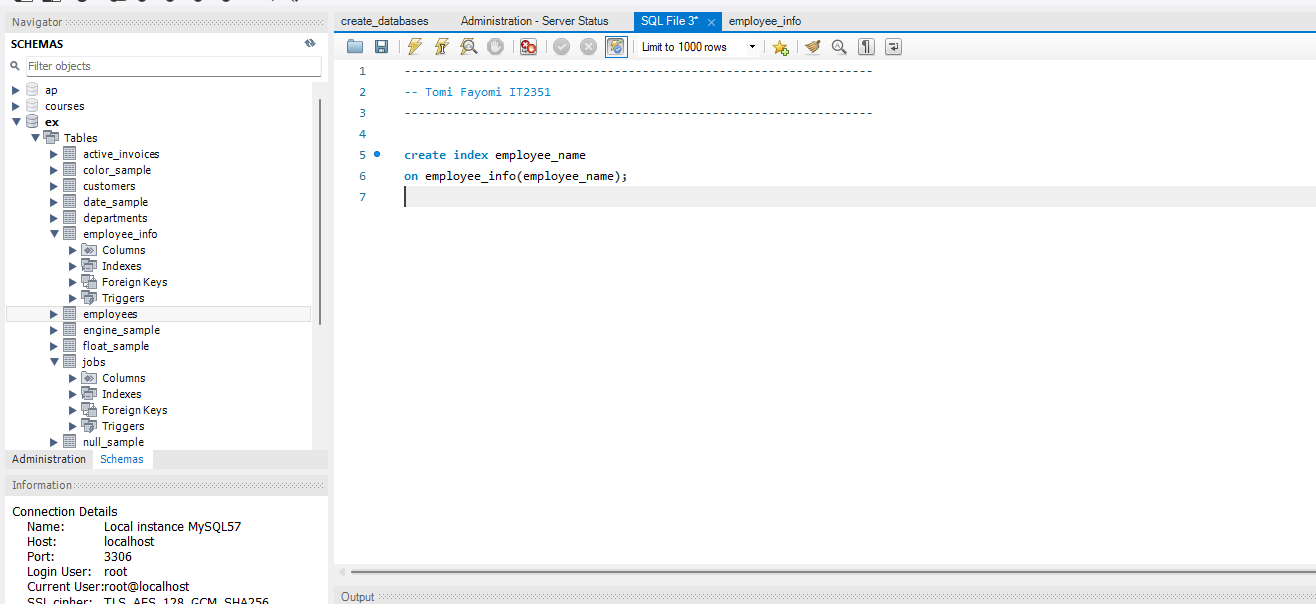 Navigator
SCHEMAS
Filter objects
ap
courses
ex
Tables
active_invoices
color_sample
customers
date_sample
departments
employee_info
Columns
Indexes
Foreign Keys
Triggers
employees
engine_sample
float_sample
jobs
Columns
Indexes
Foreign Keys
Triggers
null_sample
Administration Schemas
Information
Connection Details
Name: Local instance MySQL57
Host: localhost
Port: 3306
Login User: root
Current User:root@localhost
SSL cipher: TLS_AES_128_GCM_SHA256
create_databases Administration - Server Status SQL File 3* employee_info
Limit to 1000 rows
1 -------------------------------------------------------------------
2 -- Tomi Fayomi IT2351
3 -------------------------------------------------------------------
4
5 create index employee_name
6 on employee_info(employee_name);
7
Output